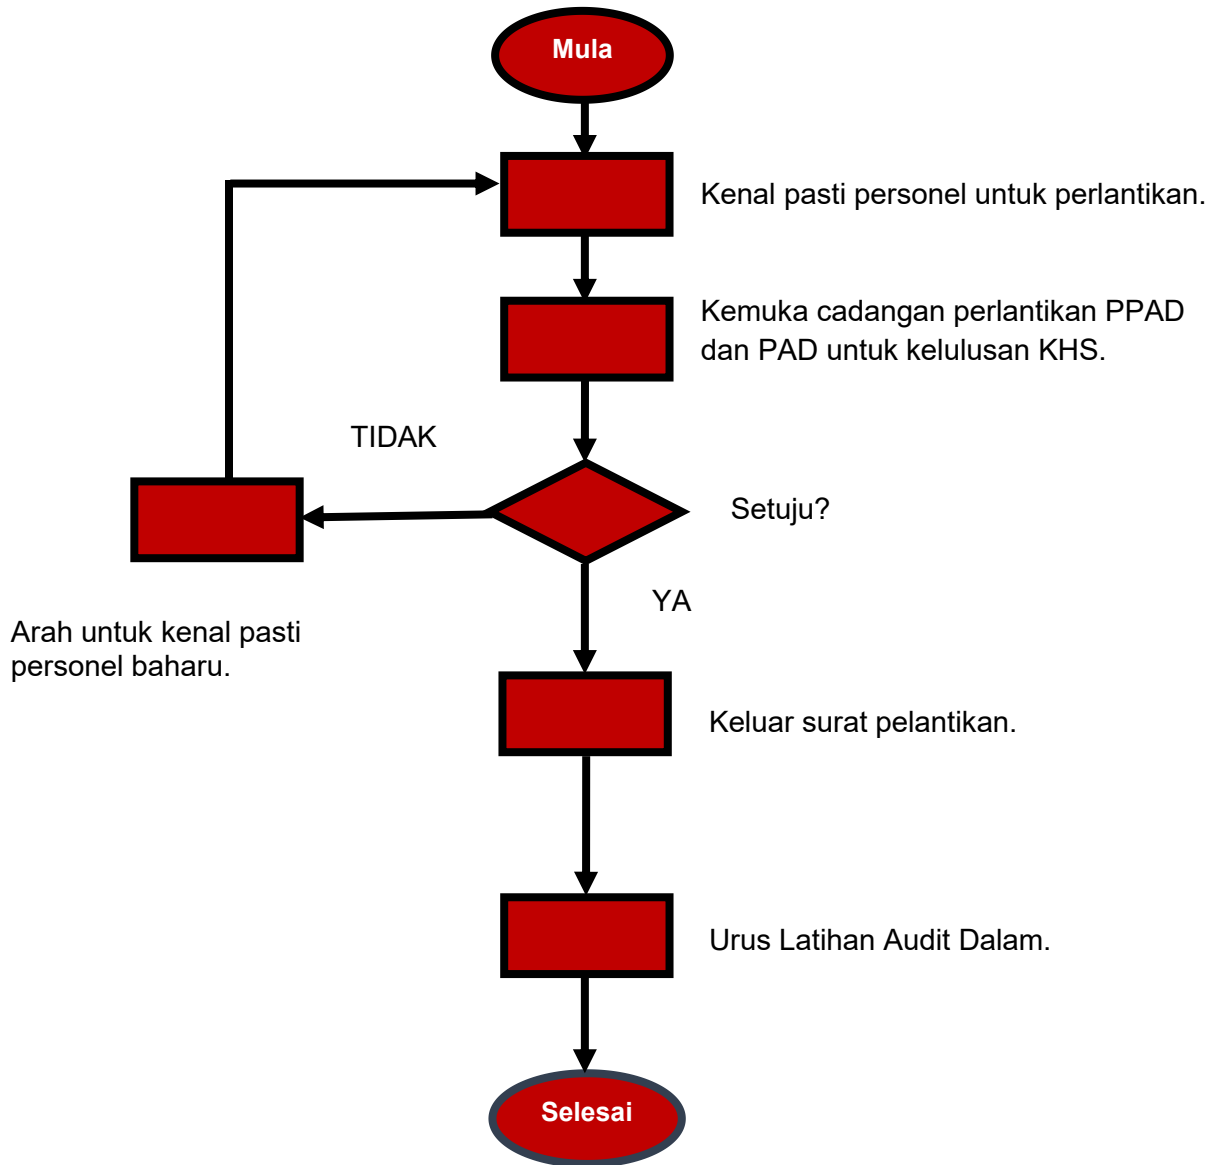 Mula
Kenal pasti personel untuk perlantikan.
Kemuka cadangan perlantikan PPAD
dan PAD untuk kelulusan KHS.
TIDAK
Setuju?
YA
Arah untuk kenal pasti
personel baharu.
Keluar surat pelantikan.
Urus Latihan Audit Dalam.
Selesai